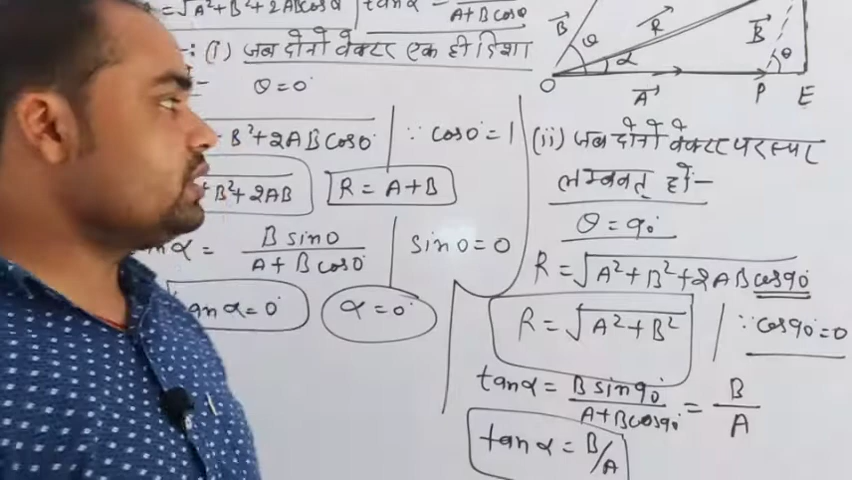 R=√A²+B²+2ABCosθ
tanα =
A+Bcosθ
(i) जब दोनो वेक्टर एक ही दिशा
θ=0°
B²+2ABCos0° ∵ cos0°=1
B²+2AB R = A+B
tanα = B sin0 / A+Bcos0° sin0=0
tanα=0° α=0°
B R B
θ α θ
O A P E
(ii) जब दोनो वेक्टर परस्पर
लम्बवत् हों-
θ = 90°
R=√A²+B²+2ABcos90°
R=√A²+B² ∵ cos90°=0
tanα = B sin90° / A+Bcos90° = B / A
tanα = B/A